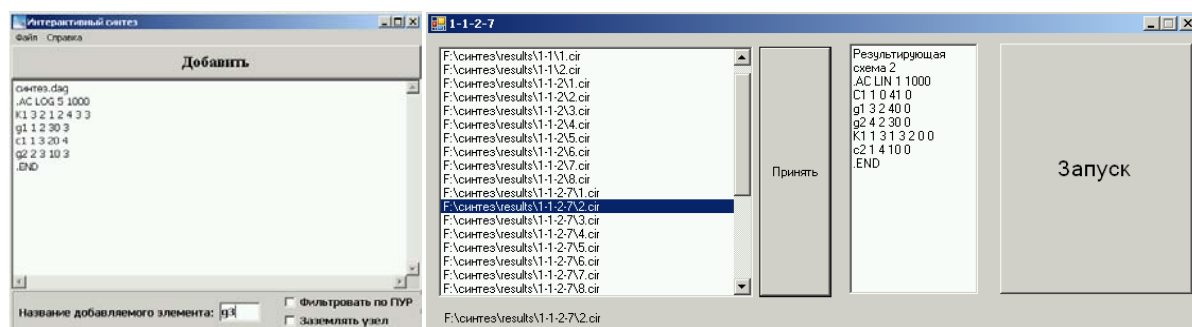 Интерактивный синтез
Файл Справка
Добавить
синтез.dag
.AC LOG 5 1000
K1 3 2 1 2 4 3 3
g1 1 2 30 3
c1 1 3 20 4
g2 2 3 10 3
.END
Название добавляемого элемента: g3
Фильтровать по ПУР
Заземлять узел
1-1-2-7
F:\синтез\results\1-1\1.cir
F:\синтез\results\1-1\2.cir
F:\синтез\results\1-1-2\1.cir
F:\синтез\results\1-1-2\2.cir
F:\синтез\results\1-1-2\3.cir
F:\синтез\results\1-1-2\4.cir
F:\синтез\results\1-1-2\5.cir
F:\синтез\results\1-1-2\6.cir
F:\синтез\results\1-1-2\7.cir
F:\синтез\results\1-1-2\8.cir
F:\синтез\results\1-1-2-7\1.cir
F:\синтез\results\1-1-2-7\2.cir
F:\синтез\results\1-1-2-7\3.cir
F:\синтез\results\1-1-2-7\4.cir
F:\синтез\results\1-1-2-7\5.cir
F:\синтез\results\1-1-2-7\6.cir
F:\синтез\results\1-1-2-7\7.cir
F:\синтез\results\1-1-2-7\8.cir
F:\синтез\results\1-1-2-7\2.cir
Принять
Результирующая
схема 2
.AC LIN 1 1000
C1 1 0 41 0
g1 3 2 40 0
g2 4 2 30 0
K1 1 3 1 3 2 0 0
c2 1 4 10 0
.END
Запуск